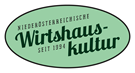 NIEDERÖSTERREICHISCHE
Wirtshaus-
SEIT 1994
kultur